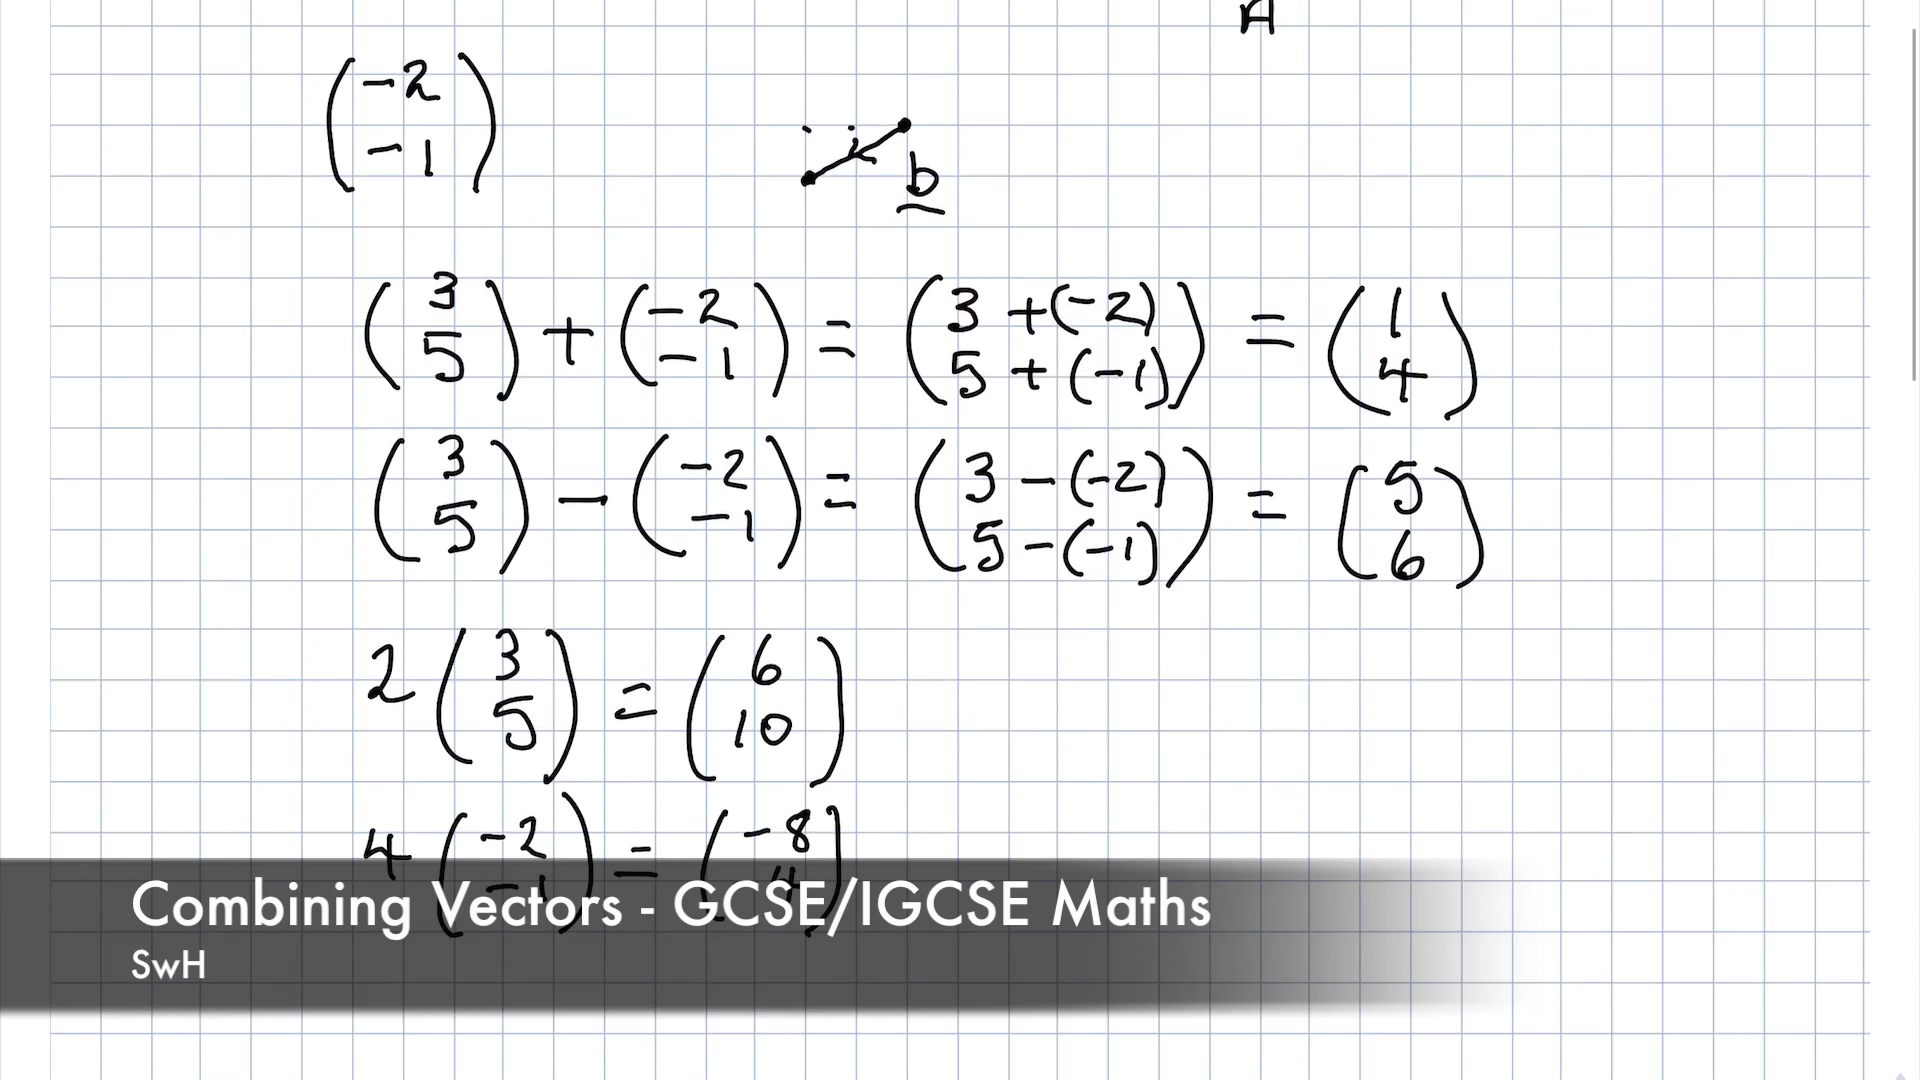 A
(-2
-1)
b
(3
5) + (-2
-1) = (3 +(-2)
5 + (-1)) = (1
4)
(3
5) - (-2
-1) = (3 - (-2)
5 - (-1)) = (5
6)
2 (3
5) = (6
10)
4 (-2
-1) = (-8
4)
Combining Vectors - GCSE/IGCSE Maths
SwH